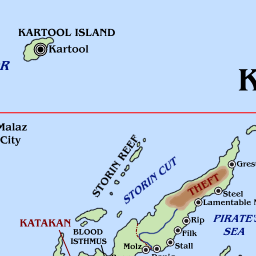 KARTOOL ISLAND
Kartool
R
K
Malaz
City
STORIN REEF
STORIN CUT
THEFT
Grest
Steel
Lamentable M
KATAKAN
BLOOD
ISTHMUS
Rip
PIRATE'S
SEA
Filk
Stall
Molz